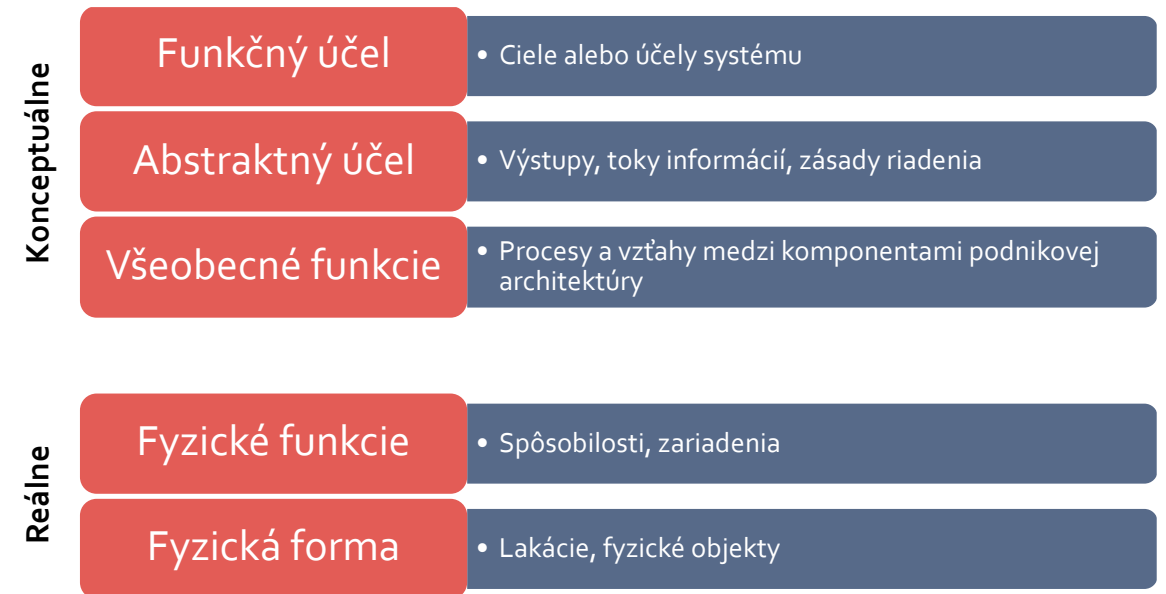 Konceptuálne
Funkčný účel
• Ciele alebo účely systému
Abstraktný účel
• Výstupy, toky informácií, zásady riadenia
Všeobecné funkcie
• Procesy a vzťahy medzi komponentami podnikovej
architektúry
Reálne
Fyzické funkcie
• Spôsobilosti, zariadenia
Fyzická forma
• Lakácie, fyzické objekty